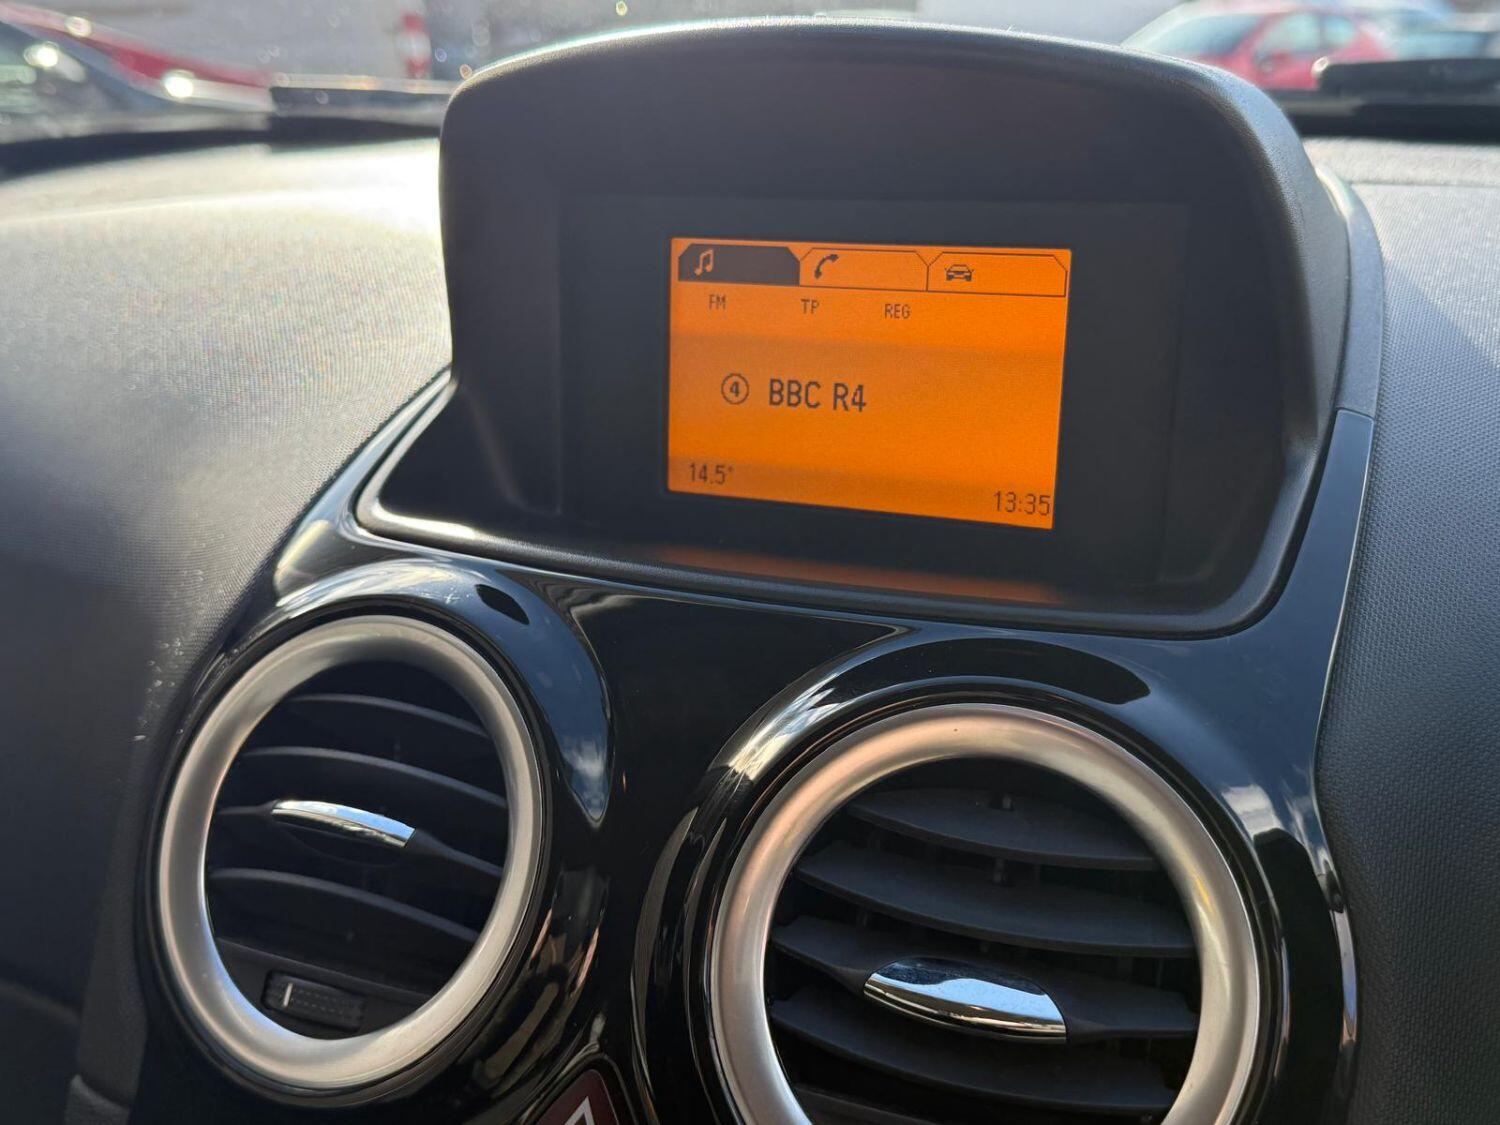 FM TP REG
④ BBC R4
14.5°
13:35